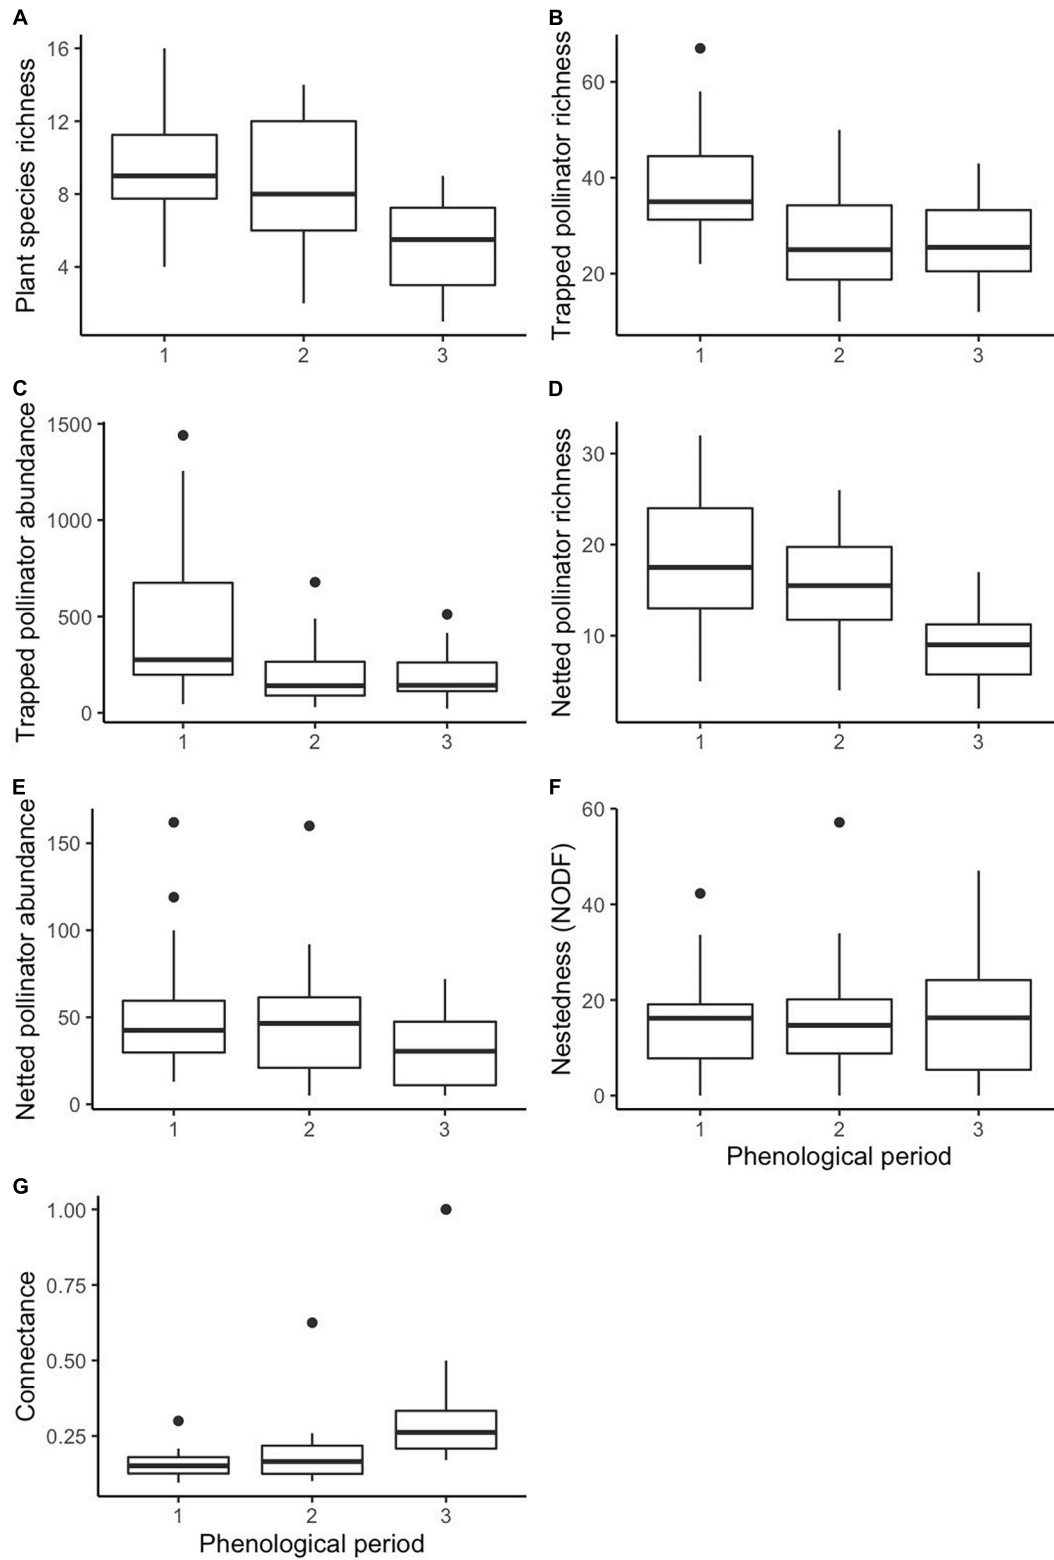 A
Plant species richness
16
12
8
4
1 2 3
B
Trapped pollinator richness
60
40
20
1 2 3
C
Trapped pollinator abundance
1500
1000
500
0
1 2 3
D
Netted pollinator richness
30
20
10
1 2 3
E
Netted pollinator abundance
150
100
50
0
1 2 3
F
Nestedness (NODF)
60
40
20
0
1 2 3
Phenological period
G
Connectance
1.00
0.75
0.50
0.25
1 2 3
Phenological period